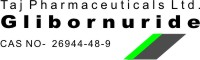 Taj Pharmaceuticals Ltd.
Glibornuride
CAS NO- 26944-48-9